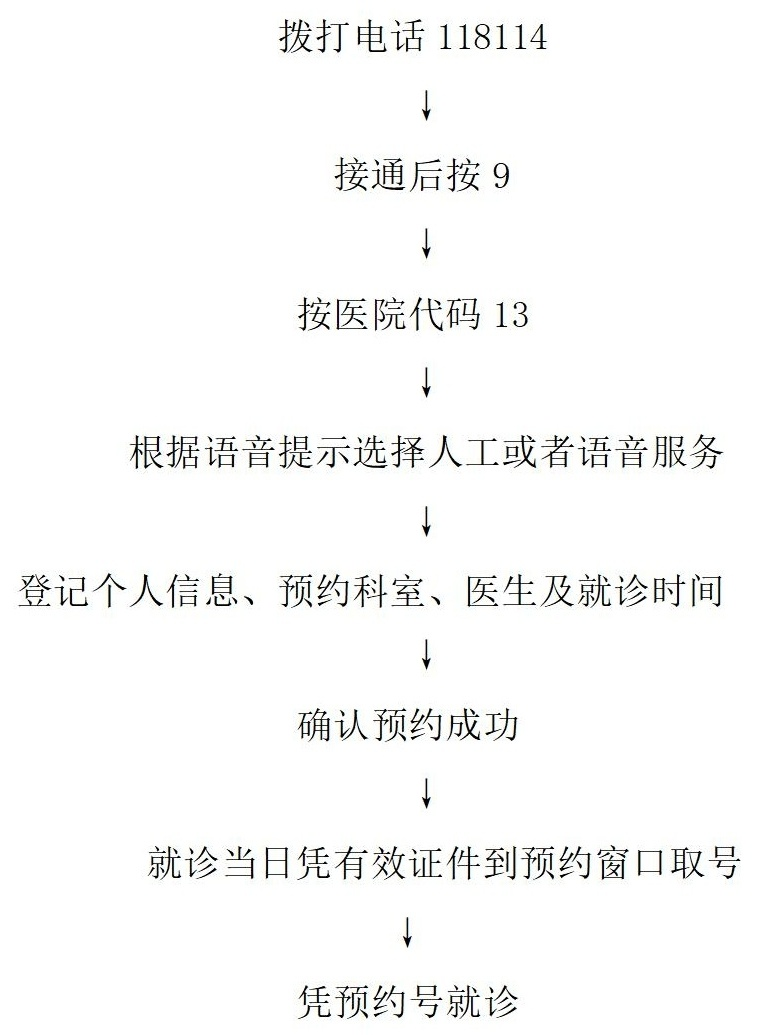 拨打电话 118114
↓
接通后按 9
↓
按医院代码 13
↓
根据语音提示选择人工或者语音服务
↓
登记个人信息、预约科室、医生及就诊时间
↓
确认预约成功
↓
就诊当日凭有效证件到预约窗口取号
↓
凭预约号就诊